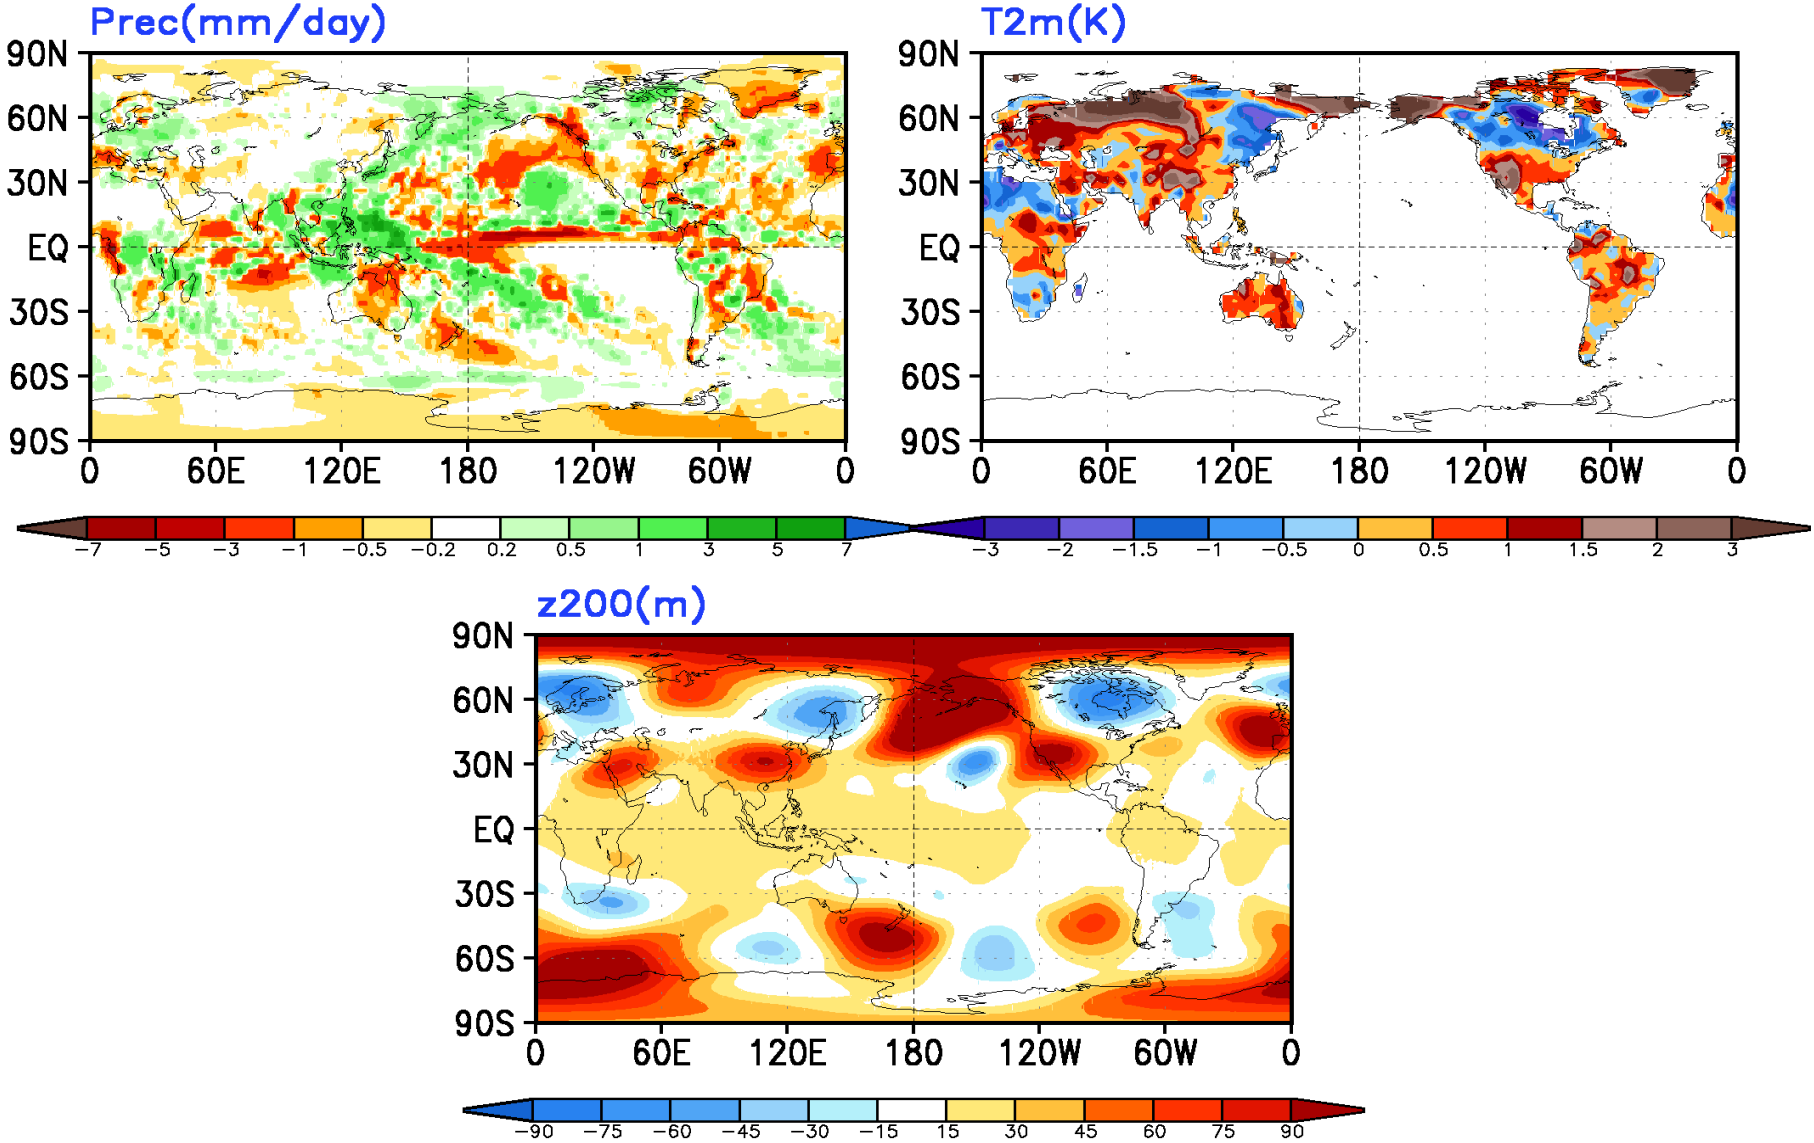 Prec(mm/day)
90N
60N
30N
EQ
30S
60S
90S
0 60E 120E 180 120W 60W 0
-7 -5 -3 -1 -0.5 -0.2 0.2 0.5 1 3 5 7
T2m(K)
90N
60N
30N
EQ
30S
60S
90S
0 60E 120E 180 120W 60W 0
-3 -2 -1.5 -1 -0.5 0 0.5 1 1.5 2 3
z200(m)
90N
60N
30N
EQ
30S
60S
90S
0 60E 120E 180 120W 60W 0
-90 -75 -60 -45 -30 -15 15 30 45 60 75 90